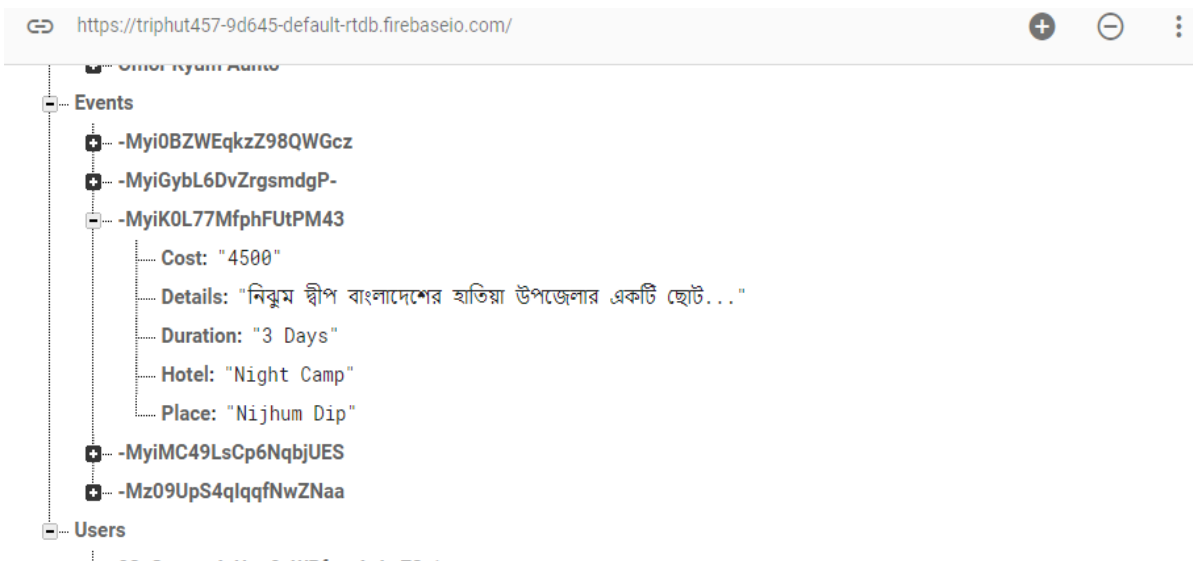 https://triphut457-9d645-default-rtdb.firebaseio.com/
Events
-Myi0BZWEqkzZ98QWGcz
-MyiGybL6DvZrgsmdgP-
-MyiK0L77MfphFUtPM43
Cost: "4500"
Details: "নিঝুম দ্বীপ বাংলাদেশের হাতিয়া উপজেলার একটি ছোট..."
Duration: "3 Days"
Hotel: "Night Camp"
Place: "Nijhum Dip"
-MyiMC49LsCp6NqbjUES
-Mz09UpS4qIqqfNwZNaa
Users